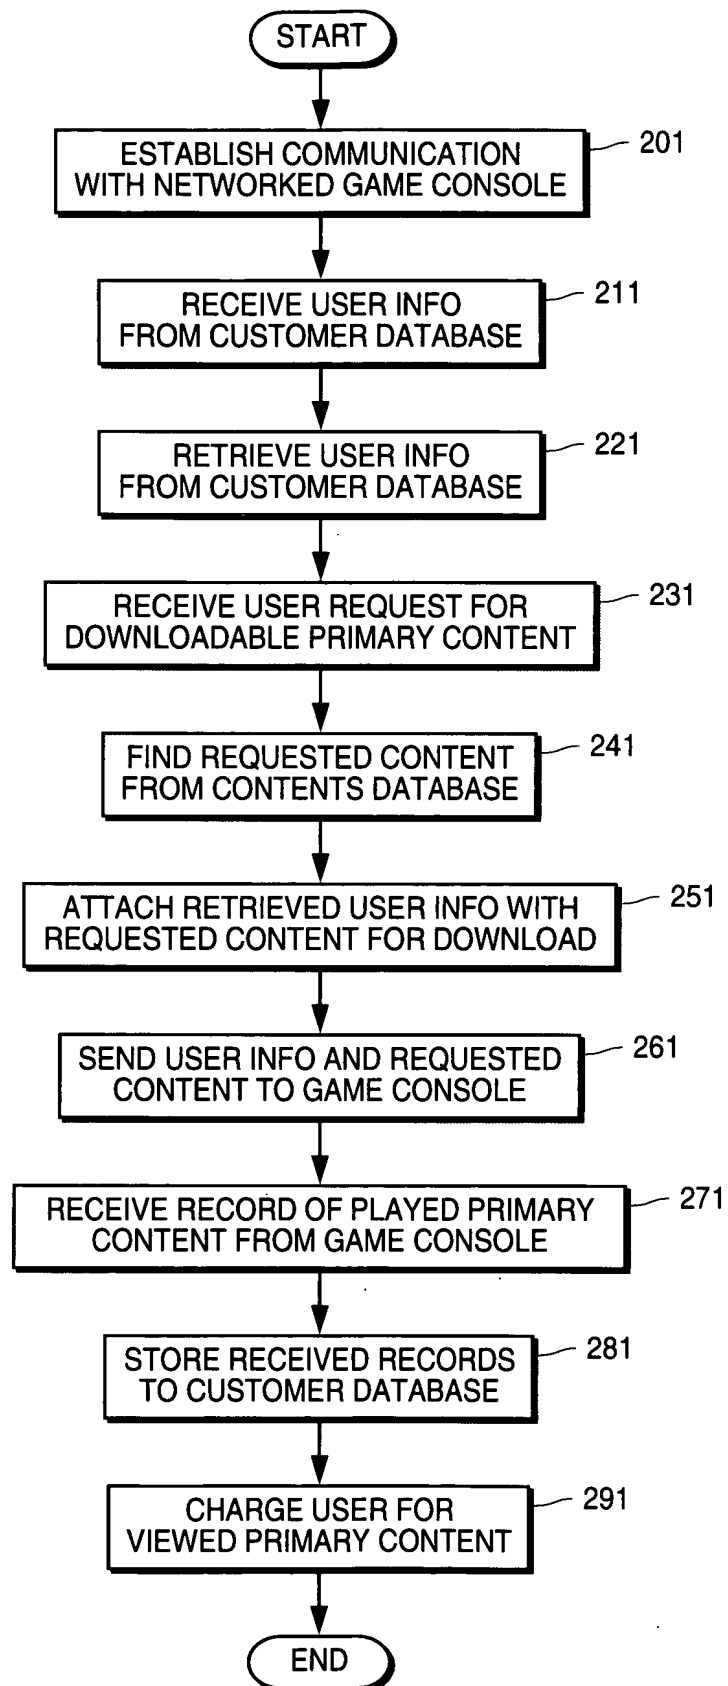 START
ESTABLISH COMMUNICATION
WITH NETWORKED GAME CONSOLE
201
RECEIVE USER INFO
FROM CUSTOMER DATABASE
211
RETRIEVE USER INFO
FROM CUSTOMER DATABASE
221
RECEIVE USER REQUEST FOR
DOWNLOADABLE PRIMARY CONTENT
231
FIND REQUESTED CONTENT
FROM CONTENTS DATABASE
241
ATTACH RETRIEVED USER INFO WITH
REQUESTED CONTENT FOR DOWNLOAD
251
SEND USER INFO AND REQUESTED
CONTENT TO GAME CONSOLE
261
RECEIVE RECORD OF PLAYED PRIMARY
CONTENT FROM GAME CONSOLE
271
STORE RECEIVED RECORDS
TO CUSTOMER DATABASE
281
CHARGE USER FOR
VIEWED PRIMARY CONTENT
291
END